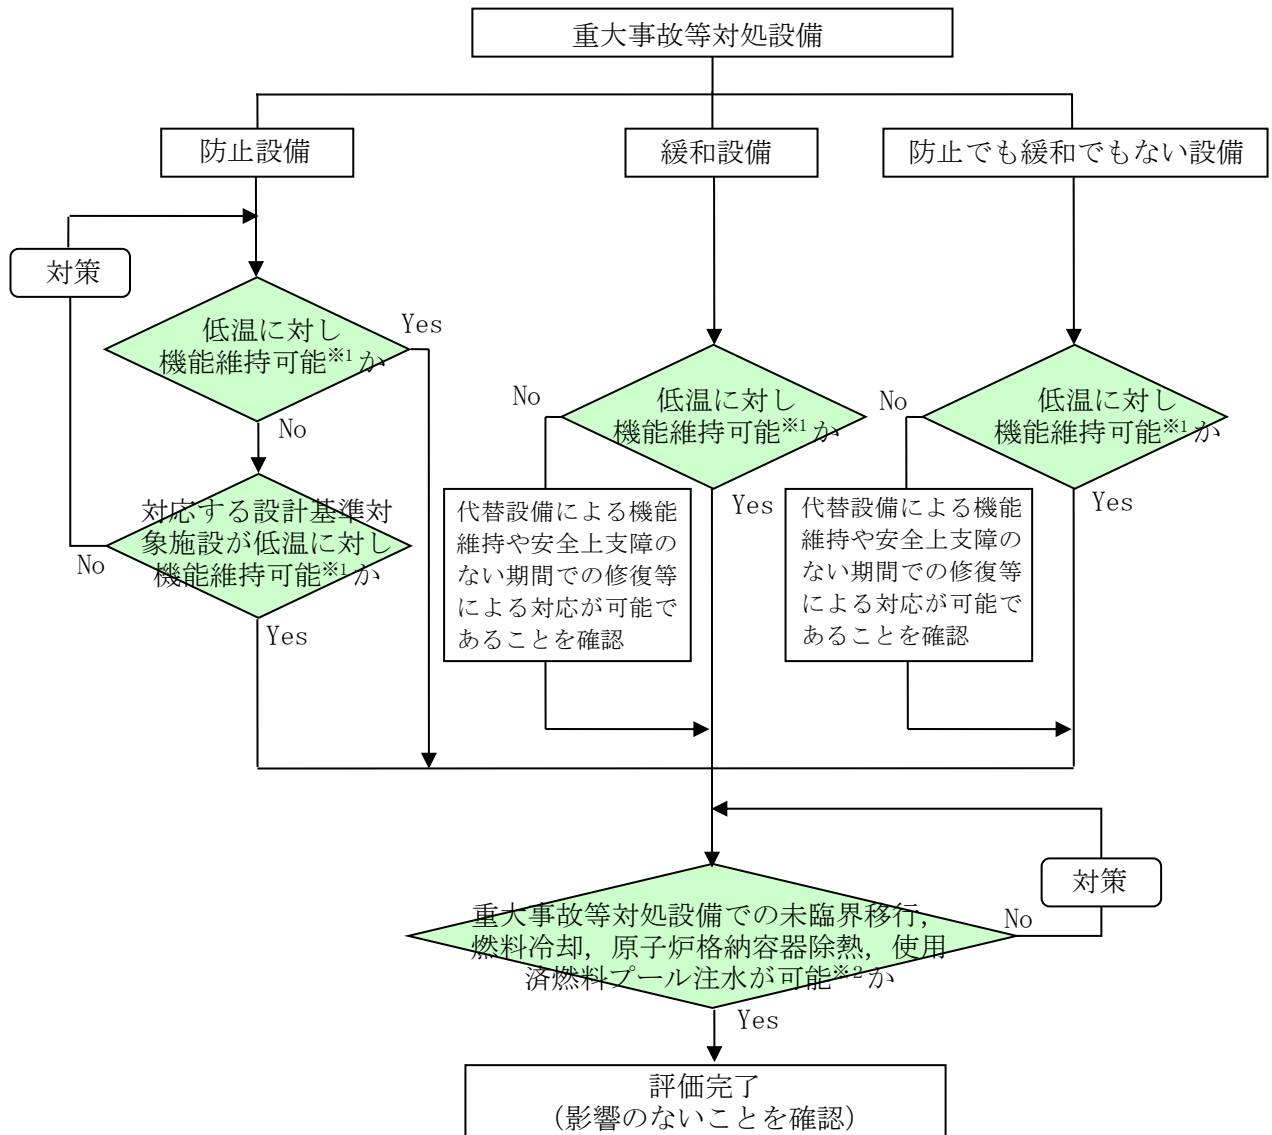 重大事故等対処設備
防止設備
緩和設備
防止でも緩和でもない設備
対策
低温に対し
機能維持可能※1か
Yes
No
対応する設計基準対
象施設が低温に対し
機能維持可能※1か
No
Yes
低温に対し
機能維持可能※1か
No
Yes
代替設備による機能
維持や安全上支障の
ない期間での修復等
による対応が可能で
あることを確認
低温に対し
機能維持可能※1か
No
Yes
代替設備による機能
維持や安全上支障の
ない期間での修復等
による対応が可能で
あることを確認
対策
重大事故等対処設備での未臨界移行,
燃料冷却, 原子炉格納容器除熱, 使用
済燃料プール注水が可能※2か
No
Yes
評価完了
(影響のないことを確認)